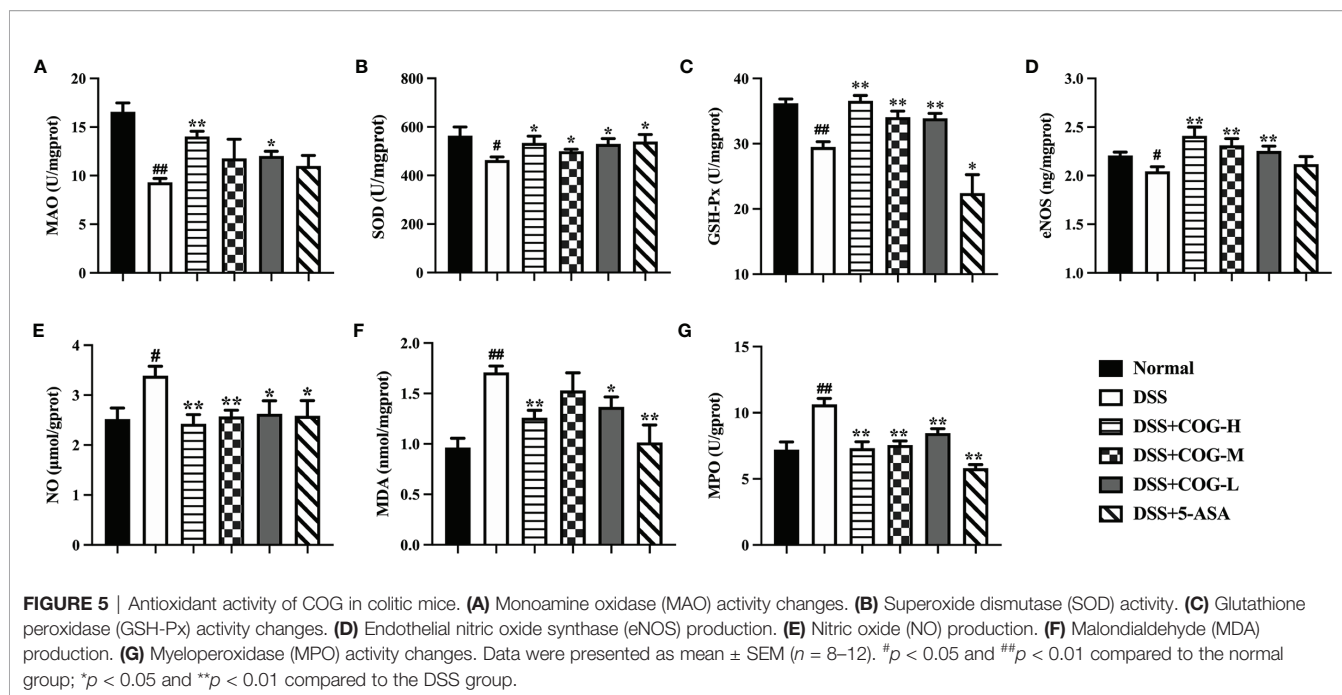 A
MAO (U/mgprot)
20
15
10
5
0
##
**
*
B
SOD (U/mgprot)
1000
800
600
400
200
0
#
*
*
*
*
C
GSH-Px (U/mgprot)
40
30
20
10
##
**
**
**
*
D
eNOS (ng/mgprot)
3.0
2.5
2.0
1.5
1.0
#
**
**
**
E
NO (μmol/gprot)
4
3
2
1
0
#
**
**
*
*
F
MDA (nmol/mgprot)
2.0
1.5
1.0
0.5
0.0
##
**
*
**
G
MPO (U/gprot)
15
10
5
0
##
**
**
**
**
Normal
DSS
DSS+COG-H
DSS+COG-M
DSS+COG-L
DSS+5-ASA
FIGURE 5 | Antioxidant activity of COG in colitic mice. (A) Monoamine oxidase (MAO) activity changes. (B) Superoxide dismutase (SOD) activity. (C) Glutathione
peroxidase (GSH-Px) activity changes. (D) Endothelial nitric oxide synthase (eNOS) production. (E) Nitric oxide (NO) production. (F) Malondialdehyde (MDA)
production. (G) Myeloperoxidase (MPO) activity changes. Data were presented as mean ± SEM (n = 8–12). #p < 0.05 and ##p < 0.01 compared to the normal
group; *p < 0.05 and **p < 0.01 compared to the DSS group.